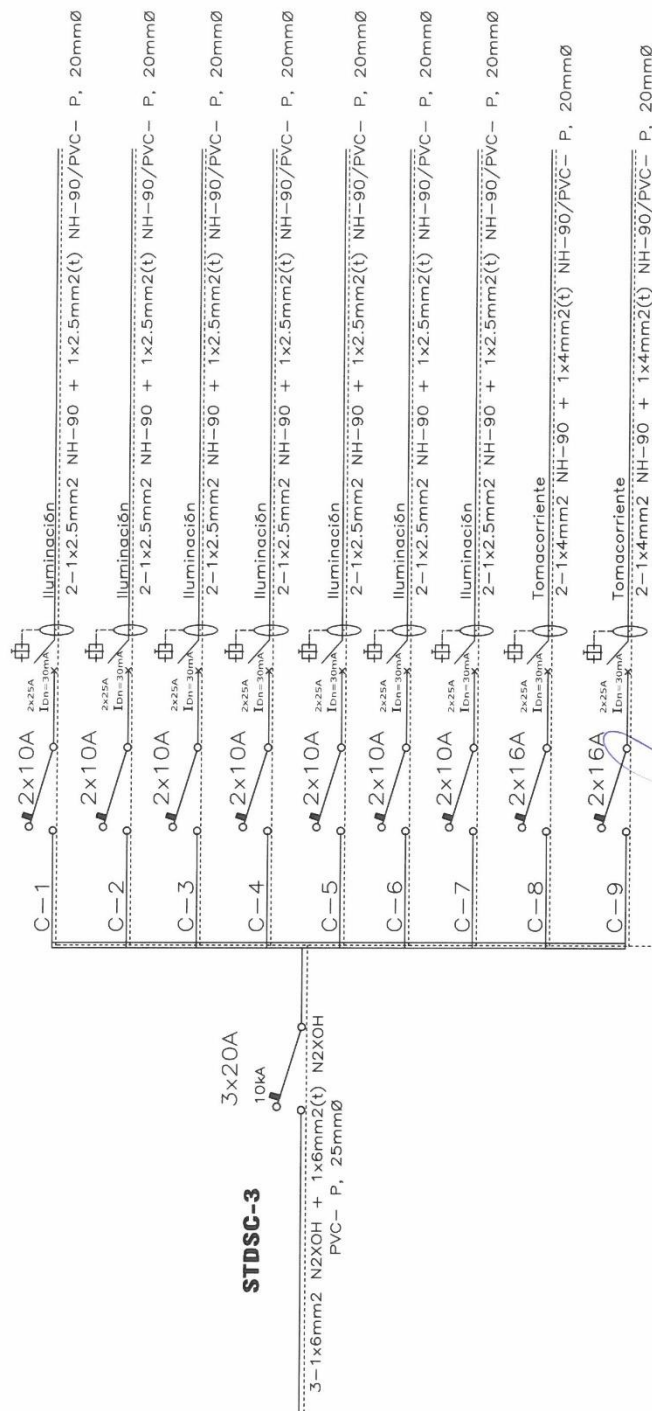 STDSC-3
3x20A
10kA
3-1x6mm2 N2XOH + 1x6mm2(t) N2XOH
PVC- P, 25mmØ
C-1
2x10A
2x25A
IDn=30mA
Iluminación
2-1x2.5mm2 NH-90 + 1x2.5mm2(t) NH-90/PVC- P, 20mmØ
C-2
2x10A
2x25A
IDn=30mA
Iluminación
2-1x2.5mm2 NH-90 + 1x2.5mm2(t) NH-90/PVC- P, 20mmØ
C-3
2x10A
2x25A
IDn=30mA
Iluminación
2-1x2.5mm2 NH-90 + 1x2.5mm2(t) NH-90/PVC- P, 20mmØ
C-4
2x10A
2x25A
IDn=30mA
Iluminación
2-1x2.5mm2 NH-90 + 1x2.5mm2(t) NH-90/PVC- P, 20mmØ
C-5
2x10A
2x25A
IDn=30mA
Iluminación
2-1x2.5mm2 NH-90 + 1x2.5mm2(t) NH-90/PVC- P, 20mmØ
C-6
2x10A
2x25A
IDn=30mA
Iluminación
2-1x2.5mm2 NH-90 + 1x2.5mm2(t) NH-90/PVC- P, 20mmØ
C-7
2x10A
2x25A
IDn=30mA
Iluminación
2-1x2.5mm2 NH-90 + 1x2.5mm2(t) NH-90/PVC- P, 20mmØ
C-8
2x16A
2x25A
IDn=30mA
Tomacorriente
2-1x4mm2 NH-90 + 1x4mm2(t) NH-90/PVC- P, 20mmØ
C-9
2x16A
2x25A
IDn=30mA
Tomacorriente
2-1x4mm2 NH-90 + 1x4mm2(t) NH-90/PVC- P, 20mmØ